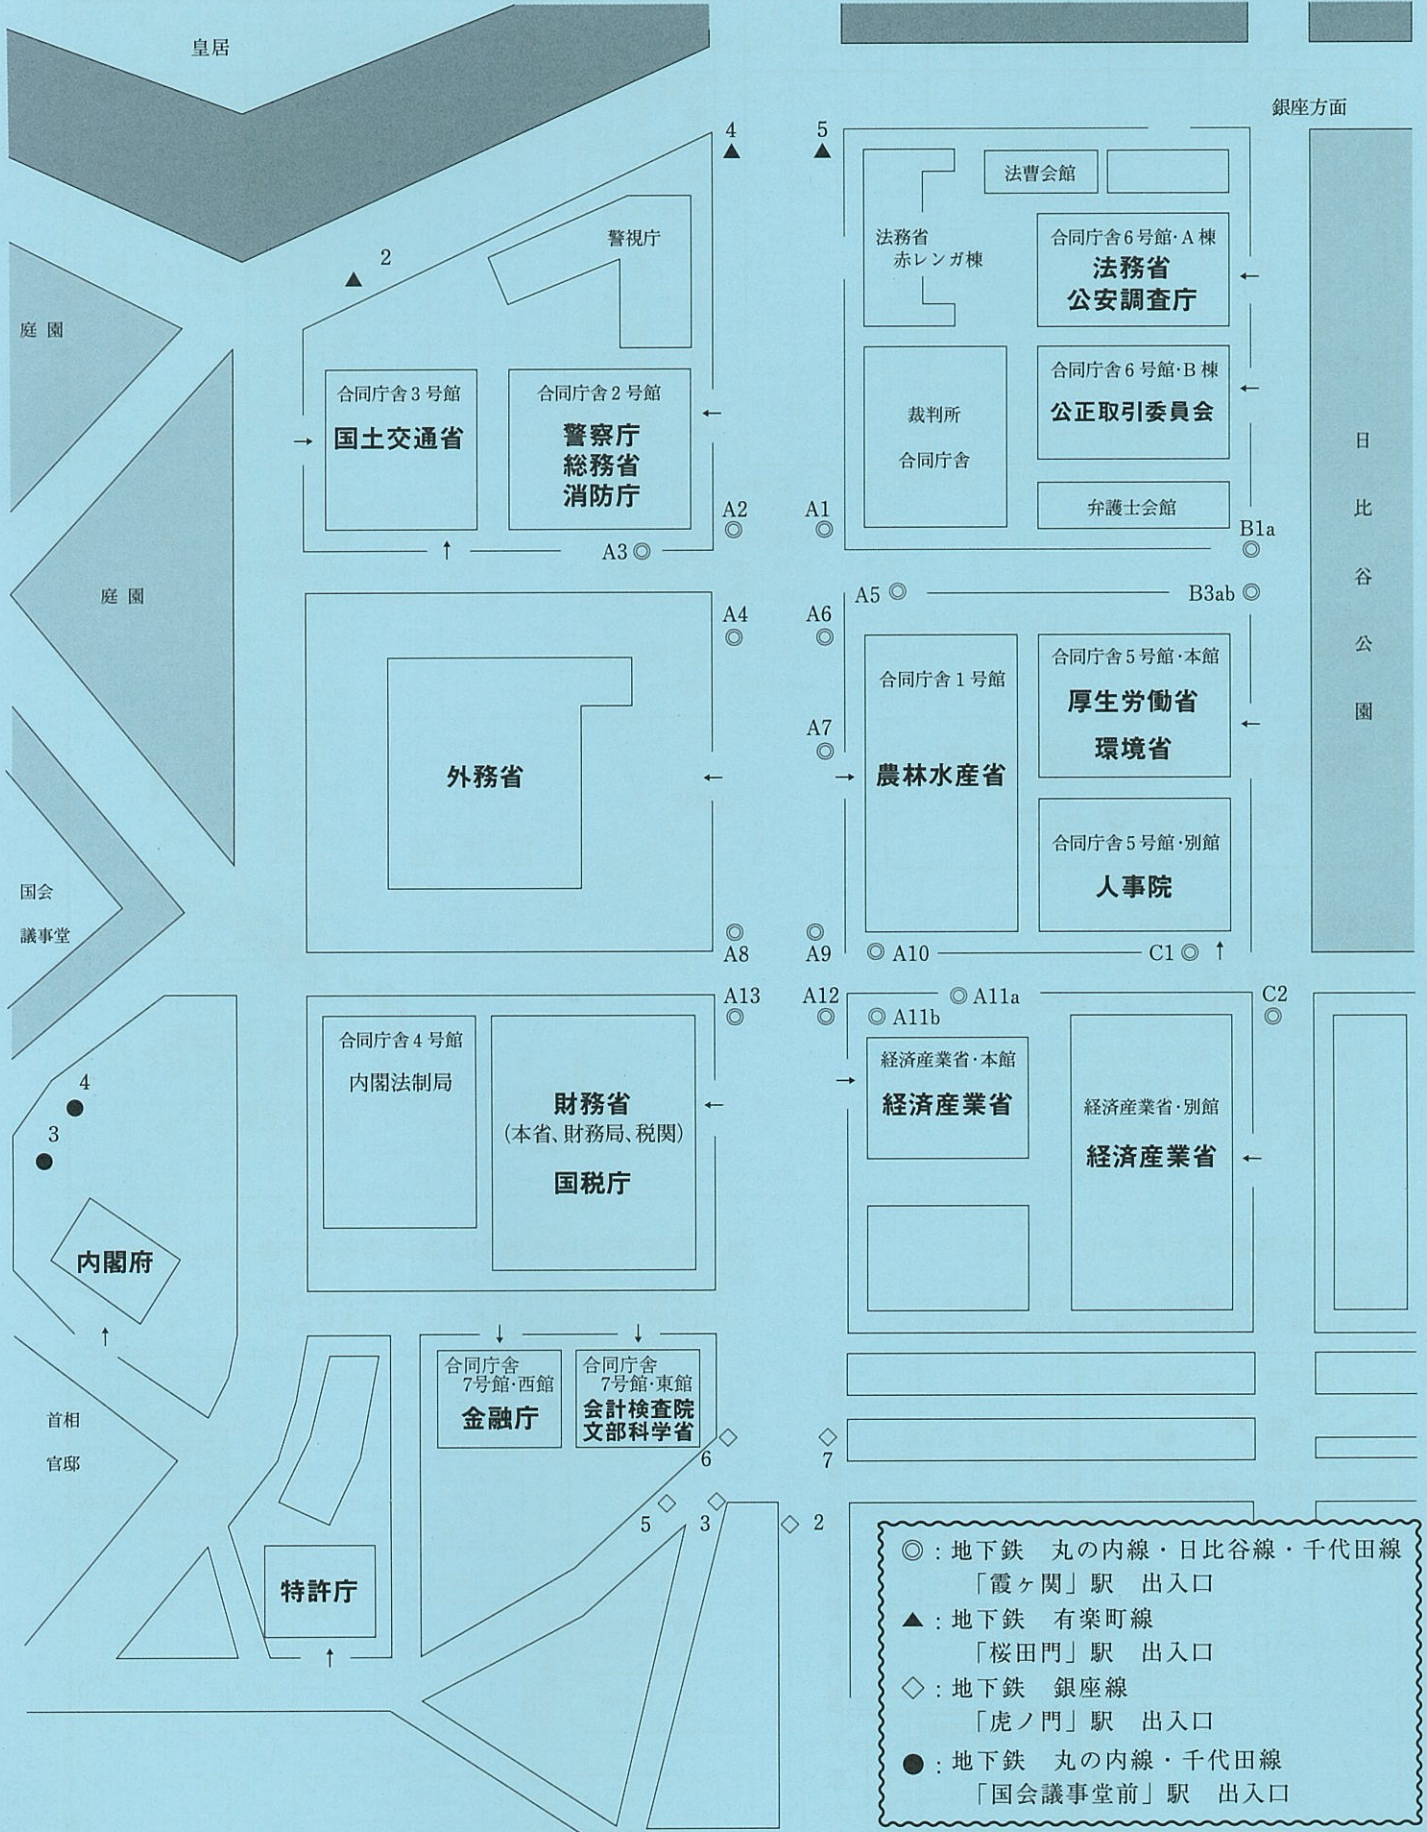 皇居
銀座方面
4
5
2
庭園
警視庁
法曹会館
法務省
赤レンガ棟
合同庁舎6号館・A棟
法務省
公安調査庁
→
合同庁舎3号館
国土交通省
合同庁舎2号館
警察庁
総務省
消防庁
←
裁判所
合同庁舎
合同庁舎6号館・B棟
公正取引委員会
弁護士会館
日比谷公園
A2
A1
A3
B1a
庭園
A4
A6
A5
B3ab
A7
外務省
合同庁舎1号館
農林水産省
合同庁舎5号館・本館
厚生労働省
環境省
合同庁舎5号館・別館
人事院
国会
議事堂
A8
A9
A10
C1
A13
A12
A11a
A11b
C2
4
3
内閣府
合同庁舎4号館
内閣法制局
財務省
(本省、財務局、税関)
国税庁
経済産業省・本館
経済産業省
経済産業省・別館
経済産業省
首相
官邸
合同庁舎
7号館・西館
金融庁
合同庁舎
7号館・東館
会計検査院
文部科学省
6
7
5
3
2
特許庁
◎：地下鉄　丸の内線・日比谷線・千代田線
「霞ヶ関」駅　出入口
▲：地下鉄　有楽町線
「桜田門」駅　出入口
◇：地下鉄　銀座線
「虎ノ門」駅　出入口
●：地下鉄　丸の内線・千代田線
「国会議事堂前」駅　出入口